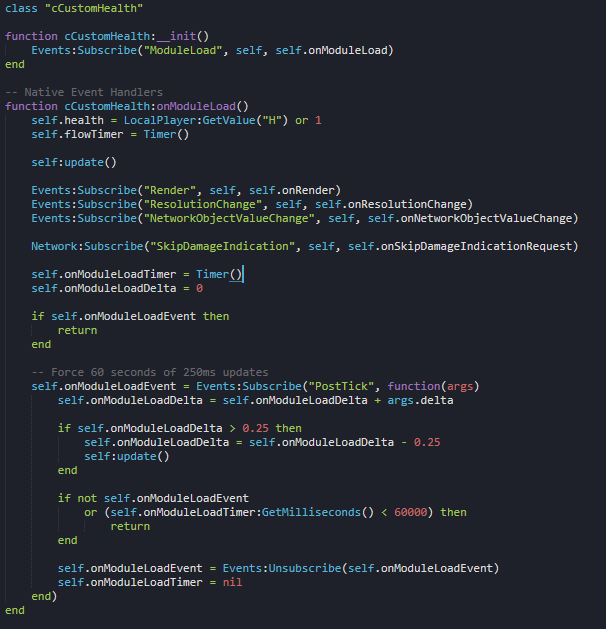 class "cCustomHealth"
function cCustomHealth:__init()
Events:Subscribe("ModuleLoad", self, self.onModuleLoad)
end
-- Native Event Handlers
function cCustomHealth:onModuleLoad()
self.health = LocalPlayer:GetValue("H") or 1
self.flowTimer = Timer()
self:update()
Events:Subscribe("Render", self, self.onRender)
Events:Subscribe("ResolutionChange", self, self.onResolutionChange)
Events:Subscribe("NetworkObjectValueChange", self, self.onNetworkObjectValueChange)
Network:Subscribe("SkipDamageIndication", self, self.onSkipDamageIndicationRequest)
self.onModuleLoadTimer = Timer()
self.onModuleLoadDelta = 0
if self.onModuleLoadEvent then
return
end
-- Force 60 seconds of 250ms updates
self.onModuleLoadEvent = Events:Subscribe("PostTick", function(args)
self.onModuleLoadDelta = self.onModuleLoadDelta + args.delta
if self.onModuleLoadDelta > 0.25 then
self.onModuleLoadDelta = self.onModuleLoadDelta - 0.25
self:update()
end
if not self.onModuleLoadEvent
or (self.onModuleLoadTimer:GetMilliseconds() < 60000) then
return
end
self.onModuleLoadEvent = Events:Unsubscribe(self.onModuleLoadEvent)
self.onModuleLoadTimer = nil
end)
end